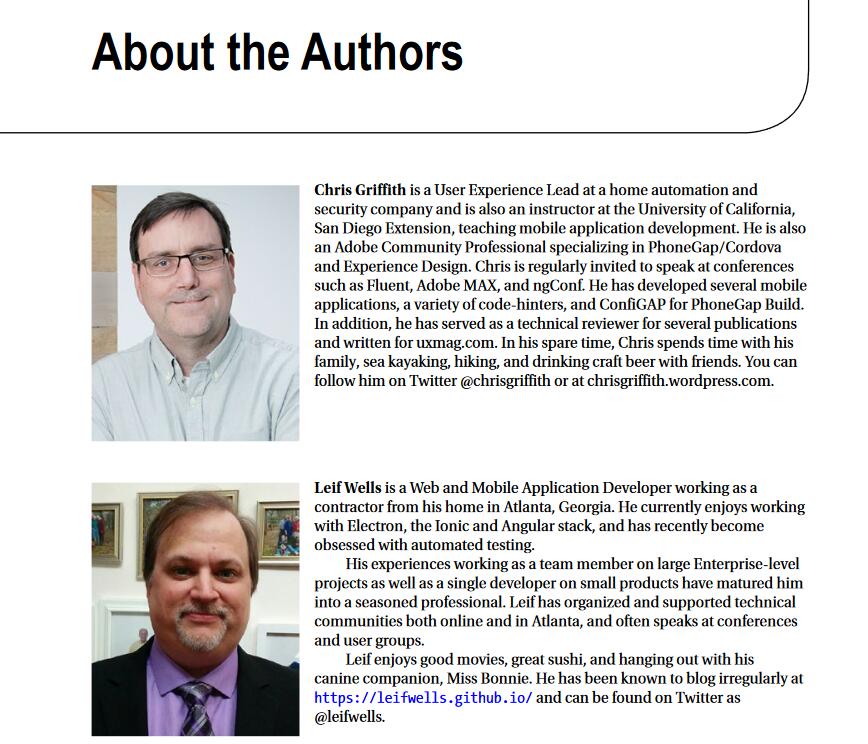 About the Authors
Chris Griffith is a User Experience Lead at a home automation and
security company and is also an instructor at the University of California,
San Diego Extension, teaching mobile application development. He is also
an Adobe Community Professional specializing in PhoneGap/Cordova
and Experience Design. Chris is regularly invited to speak at conferences
such as Fluent, Adobe MAX, and ngConf. He has developed several mobile
applications, a variety of code-hinters, and ConfiGAP for PhoneGap Build.
In addition, he has served as a technical reviewer for several publications
and written for uxmag.com. In his spare time, Chris spends time with his
family, sea kayaking, hiking, and drinking craft beer with friends. You can
follow him on Twitter @chrisgriffith or at chrisgriffith.wordpress.com.
Leif Wells is a Web and Mobile Application Developer working as a
contractor from his home in Atlanta, Georgia. He currently enjoys working
with Electron, the Ionic and Angular stack, and has recently become
obsessed with automated testing.
His experiences working as a team member on large Enterprise-level
projects as well as a single developer on small products have matured him
into a seasoned professional. Leif has organized and supported technical
communities both online and in Atlanta, and often speaks at conferences
and user groups.
Leif enjoys good movies, great sushi, and hanging out with his
canine companion, Miss Bonnie. He has been known to blog irregularly at
https://leifwells.github.io/ and can be found on Twitter as
@leifwells.